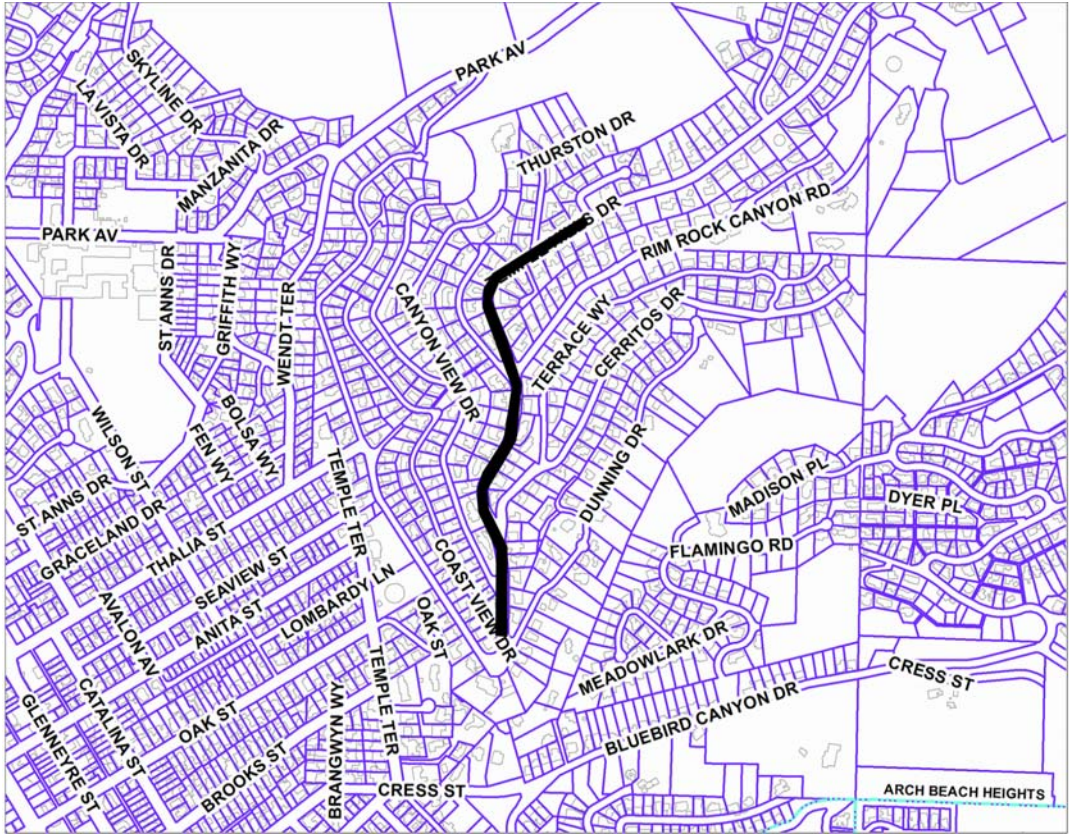 SKYLINE DR
PARK AV
LA VISTA DR
MANZANITA DR
THURSTON DR
S DR
RIM ROCK CANYON RD
PARK AV
ST ANNS DR
GRIFFITH WY
WENDT TER
CANYON VIEW DR
TERRACE WY
CERRITOS DR
WILSON ST
FEN WY
BOLSA WY
DUNNING DR
MADISON PL
DYER PL
ST ANNS DR
GRACELAND DR
THALIA ST
TEMPLE TER
SEAVIEW ST
FLAMINGO RD
COAST VIEW DR
ANITA ST
LOMBARDY LN
OAK ST
AVALON AV
MEADOWLARK DR
CRESS ST
GLENNEYRE ST
CATALINA ST
OAK ST
TEMPLE TER
BLUEBIRD CANYON DR
BROOKS ST
BRANGWYN WY
CRESS ST
ARCH BEACH HEIGHTS